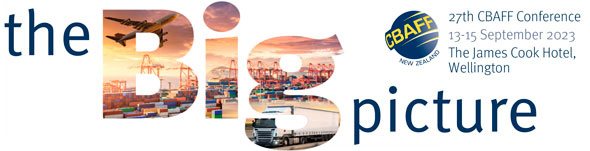 the Big picture
CBAFF
NEW ZEALAND
27th CBAFF Conference
13-15 September 2023
The James Cook Hotel,
Wellington